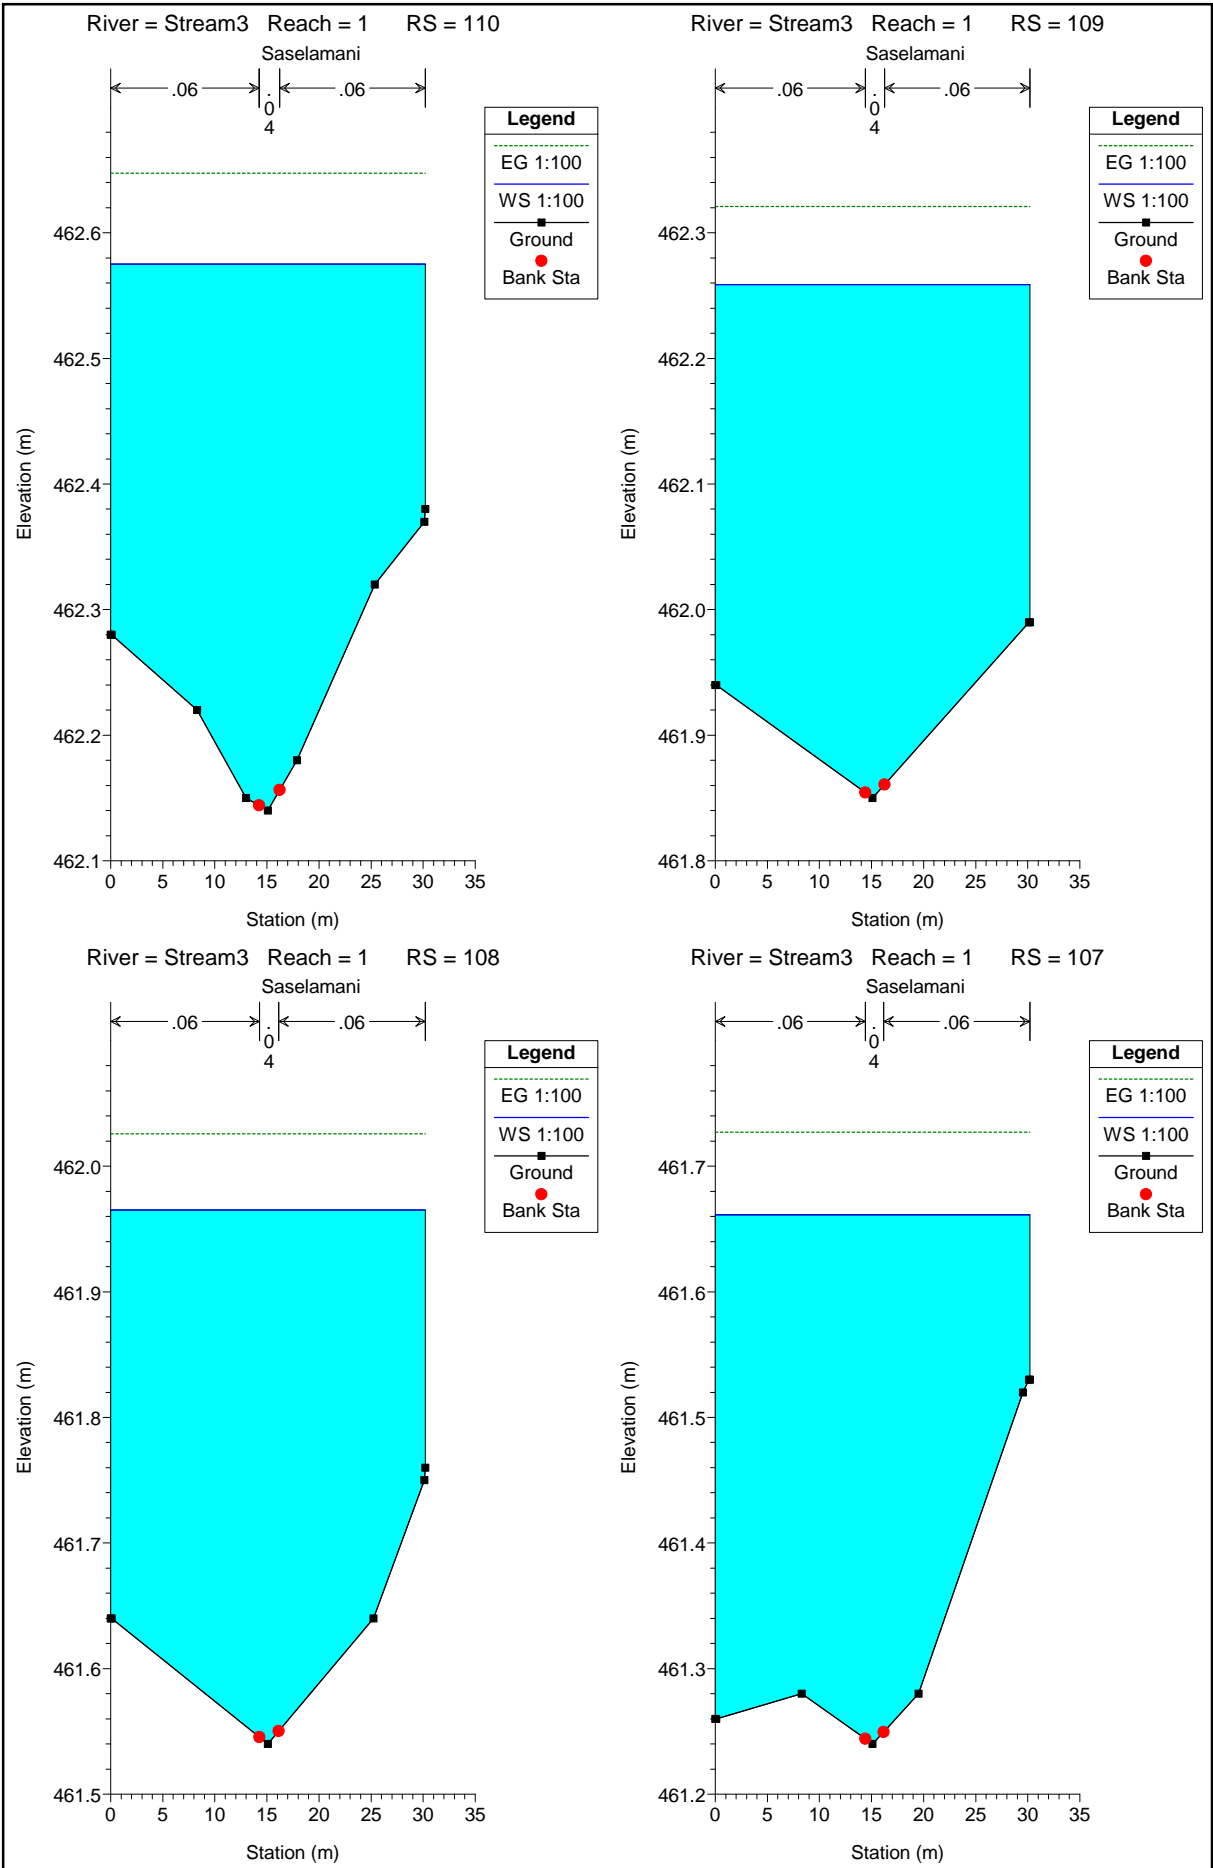 River = Stream3 Reach = 1 RS = 110
Saselamani
.06
.04
.06
Legend
EG 1:100
WS 1:100
Ground
Bank Sta
462.6
462.5
462.4
462.3
462.2
462.1
Elevation (m)
0 5 10 15 20 25 30 35
Station (m)
River = Stream3 Reach = 1 RS = 109
Saselamani
.06
.04
.06
Legend
EG 1:100
WS 1:100
Ground
Bank Sta
462.3
462.2
462.1
462.0
461.9
461.8
Elevation (m)
0 5 10 15 20 25 30 35
Station (m)
River = Stream3 Reach = 1 RS = 108
Saselamani
.06
.04
.06
Legend
EG 1:100
WS 1:100
Ground
Bank Sta
462.0
461.9
461.8
461.7
461.6
461.5
Elevation (m)
0 5 10 15 20 25 30 35
Station (m)
River = Stream3 Reach = 1 RS = 107
Saselamani
.06
.04
.06
Legend
EG 1:100
WS 1:100
Ground
Bank Sta
461.7
461.6
461.5
461.4
461.3
461.2
Elevation (m)
0 5 10 15 20 25 30 35
Station (m)